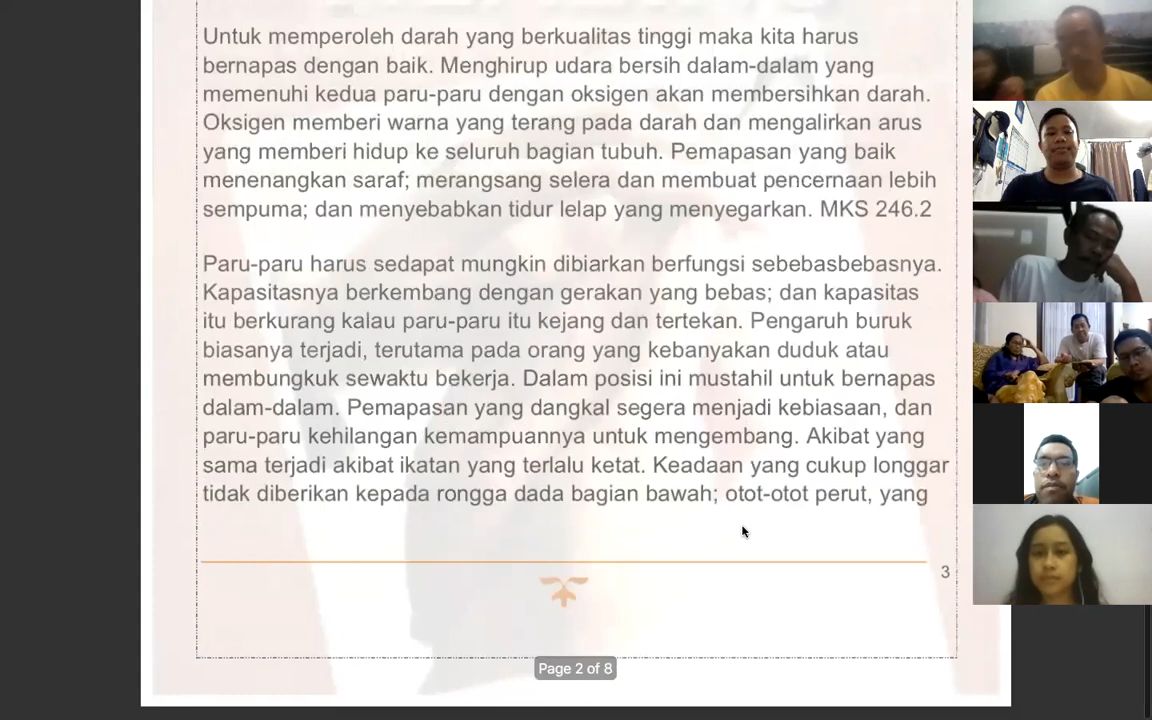 Untuk memperoleh darah yang berkualitas tinggi maka kita harus
bernapas dengan baik. Menghirup udara bersih dalam-dalam yang
memenuhi kedua paru-paru dengan oksigen akan membersihkan darah.
Oksigen memberi warna yang terang pada darah dan mengalirkan arus
yang memberi hidup ke seluruh bagian tubuh. Pemapasan yang baik
menenangkan saraf; merangsang selera dan membuat pencernaan lebih
sempuma; dan menyebabkan tidur lelap yang menyegarkan. MKS 246.2
Paru-paru harus sedapat mungkin dibiarkan berfungsi sebebasbebasnya.
Kapasitasnya berkembang dengan gerakan yang bebas; dan kapasitas
itu berkurang kalau paru-paru itu kejang dan tertekan. Pengaruh buruk
biasanya terjadi, terutama pada orang yang kebanyakan duduk atau
membungkuk sewaktu bekerja. Dalam posisi ini mustahil untuk bernapas
dalam-dalam. Pemapasan yang dangkal segera menjadi kebiasaan, dan
paru-paru kehilangan kemampuannya untuk mengembang. Akibat yang
sama terjadi akibat ikatan yang terlalu ketat. Keadaan yang cukup longgar
tidak diberikan kepada rongga dada bagian bawah; otot-otot perut, yang
3
Page 2 of 8